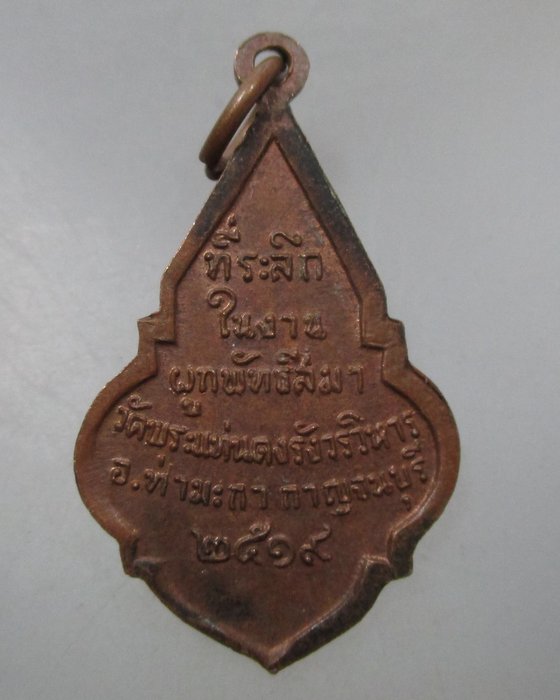 ที่ระลึก
ในงาน
ผูกพัทธสีมา
วัดพระแท่นดงรังวรวิหาร
อ.ท่ามะกา กาญจนบุรี
๒๕๑๙